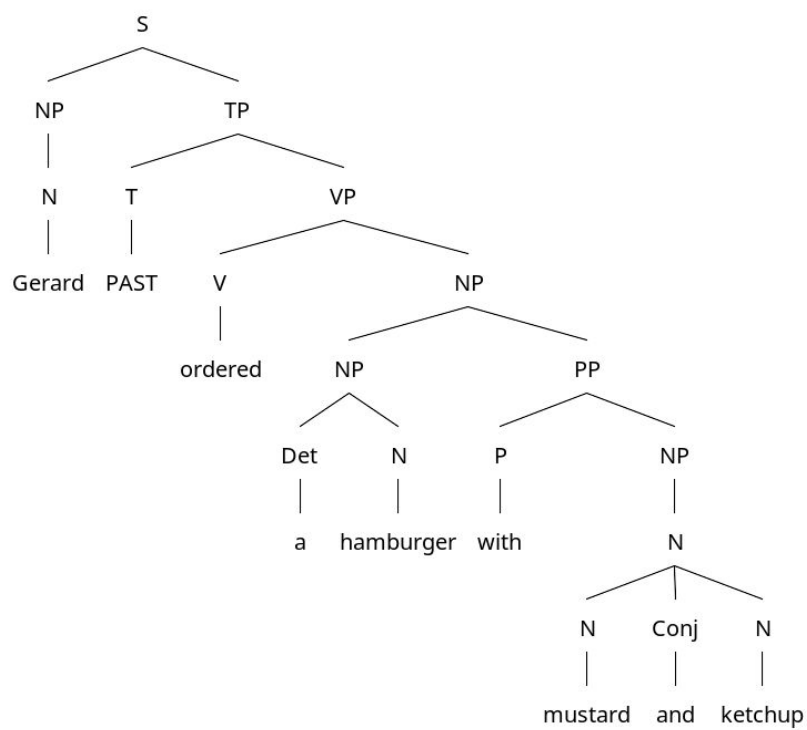 S
NP TP
N T VP
Gerard PAST V NP
ordered NP PP
Det N P NP
a hamburger with N
N Conj N
mustard and ketchup